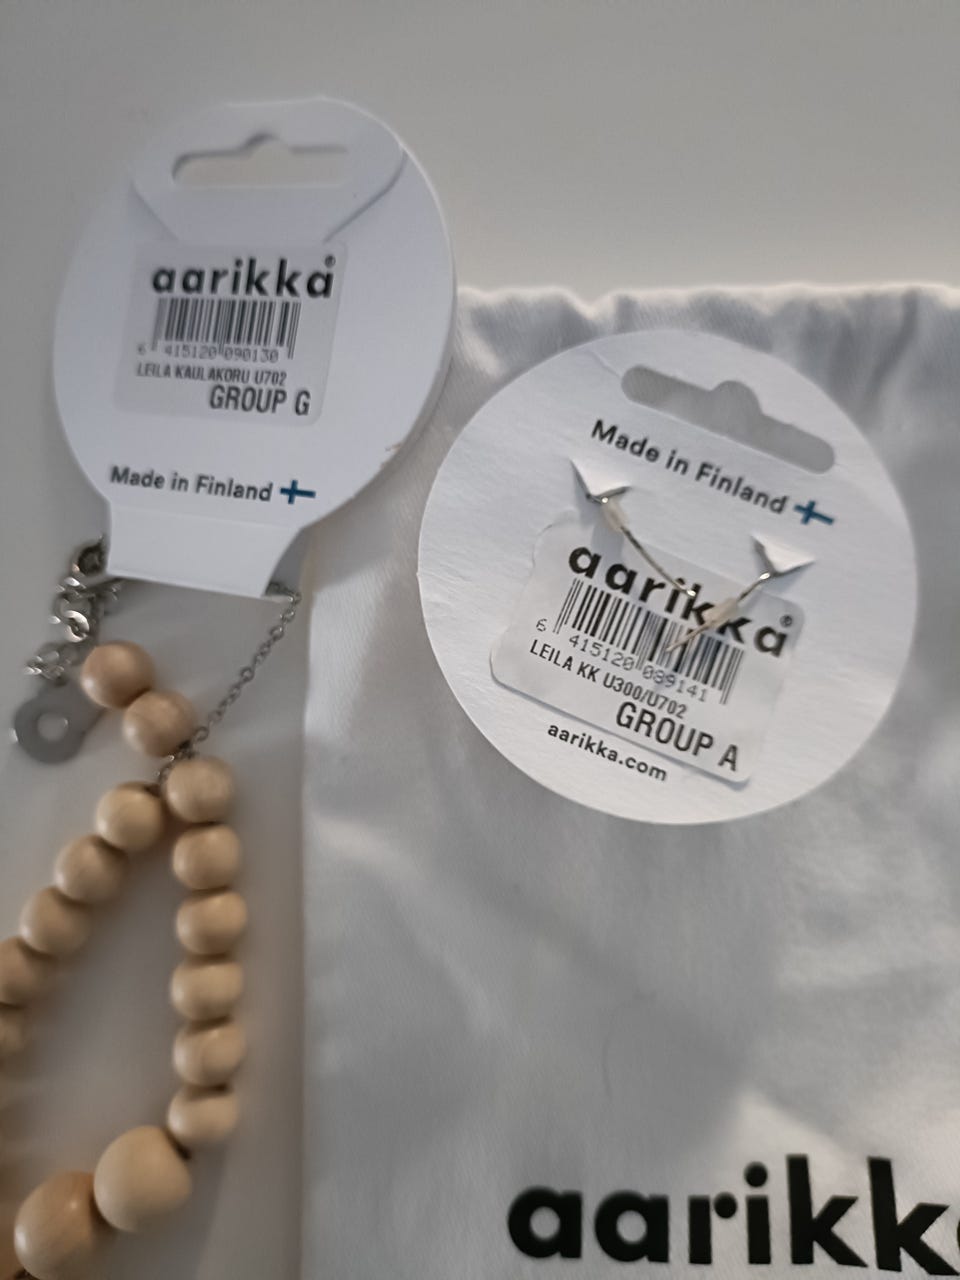 aarikka®
6 415120 090130
LEILA KAULAKORU U702
GROUP G
Made in Finland
Made in Finland
aarikka®
6 415120 089141
LEILA KK U300/U702
GROUP A
aarikka.com
aarikk